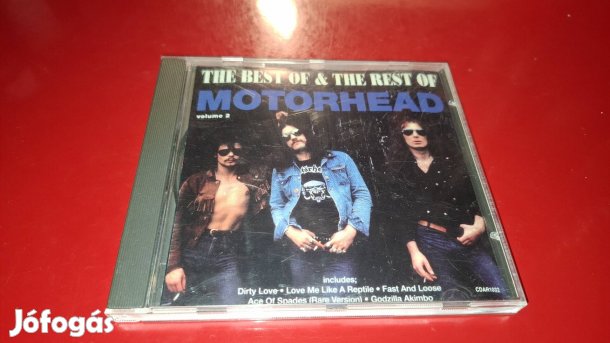 THE BEST OF & THE REST OF
MOTORHEAD
volume 2
includes;
Dirty Love • Love Me Like A Reptile • Fast And Loose
Ace Of Spades (Rare Version) • Godzilla Akimbo
CDAR1032
Jófogás